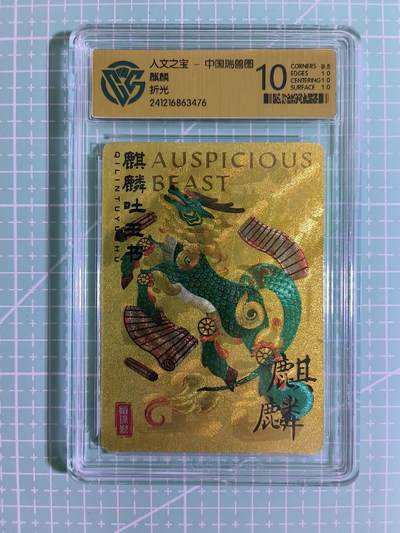 人文之宝 - 中国瑞兽图
麒麟
折光
241216863476
10
CORNERS 9.5
EDGES 10
CENTERING 10
SURFACE 10
AUSPICIOUS
BEAST
麒麟吐玉书
QILINTUYUSHU
麒麟